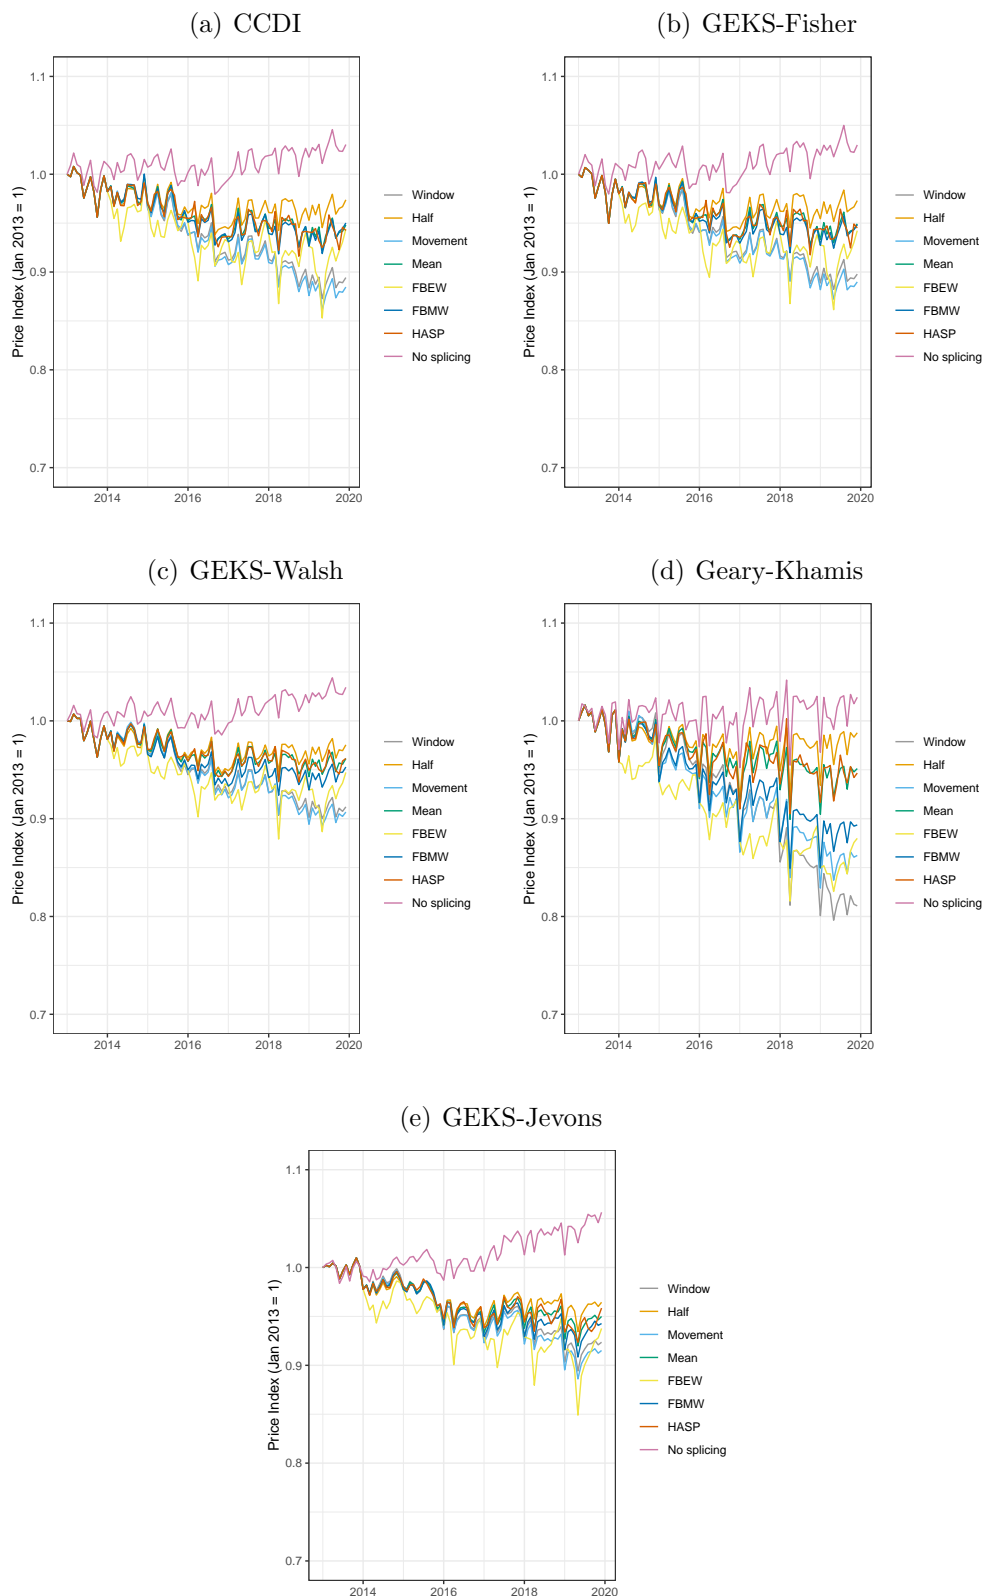 (a) CCDI
Price Index (Jan 2013 = 1)
1.1
1.0
0.9
0.8
0.7
2014 2016 2018 2020
Window
Half
Movement
Mean
FBEW
FBMW
HASP
No splicing
(b) GEKS-Fisher
Price Index (Jan 2013 = 1)
1.1
1.0
0.9
0.8
0.7
2014 2016 2018 2020
Window
Half
Movement
Mean
FBEW
FBMW
HASP
No splicing
(c) GEKS-Walsh
Price Index (Jan 2013 = 1)
1.1
1.0
0.9
0.8
0.7
2014 2016 2018 2020
Window
Half
Movement
Mean
FBEW
FBMW
HASP
No splicing
(d) Geary-Khamis
Price Index (Jan 2013 = 1)
1.1
1.0
0.9
0.8
0.7
2014 2016 2018 2020
Window
Half
Movement
Mean
FBEW
FBMW
HASP
No splicing
(e) GEKS-Jevons
Price Index (Jan 2013 = 1)
1.1
1.0
0.9
0.8
0.7
2014 2016 2018 2020
Window
Half
Movement
Mean
FBEW
FBMW
HASP
No splicing